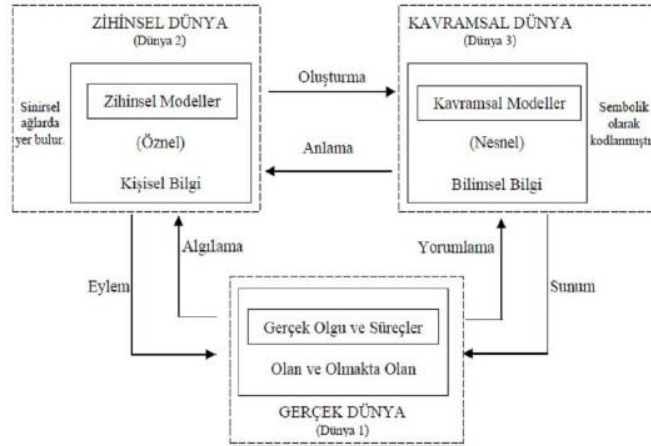 ZİHİNSEL DÜNYA
(Dünya 2)
Sinirsel
ağlarda
yer bulur.
Zihinsel Modeller
(Öznel)
Kişisel Bilgi
Oluşturma
Anlama
KAVRAMSAL DÜNYA
(Dünya 3)
Kavramsal Modeller
(Nesnel)
Bilimsel Bilgi
Sembolik
olarak
kodlanmıştı
Eylem
Algılama
Yorumlama
Sunum
Gerçek Olgu ve Süreçler
Olan ve Olmakta Olan
GERÇEK DÜNYA
(Dünya 1)